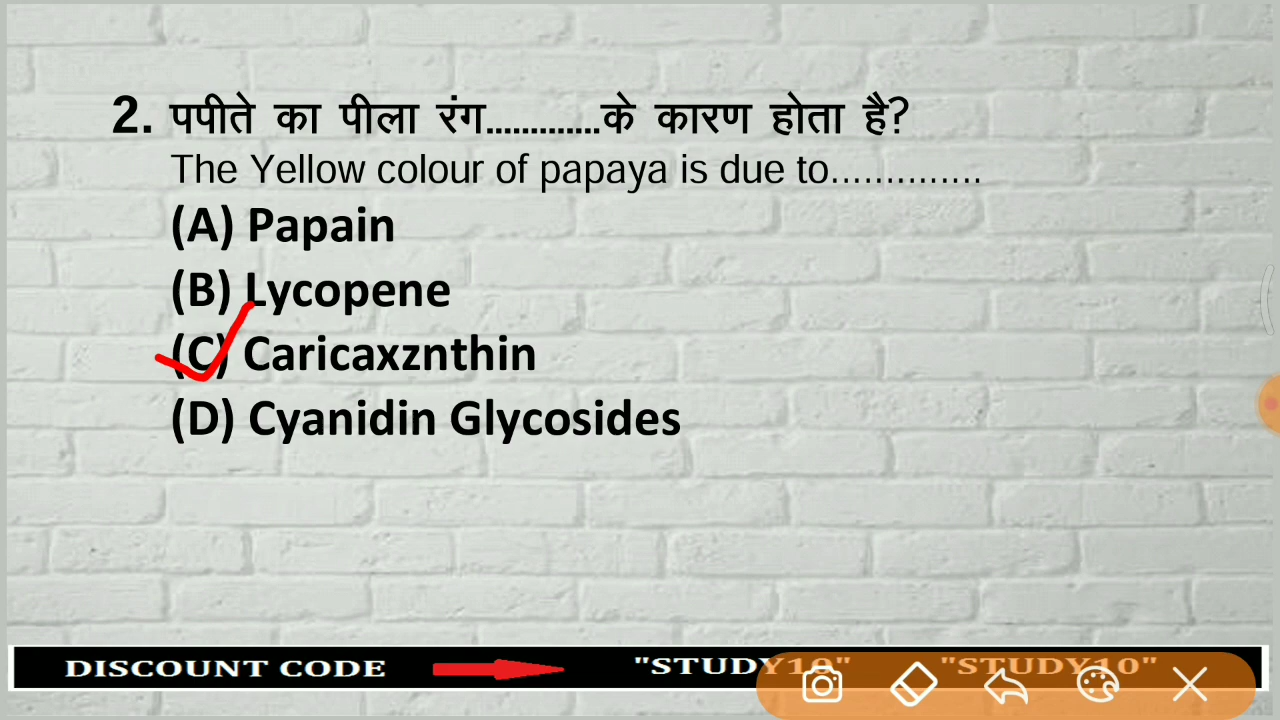 2. पपीते का पीला रंग.............के कारण होता है?
The Yellow colour of papaya is due to..............
(A) Papain
(B) Lycopene
(C) Caricaxznthin
(D) Cyanidin Glycosides
DISCOUNT CODE "STUDY10" "STUDY10"